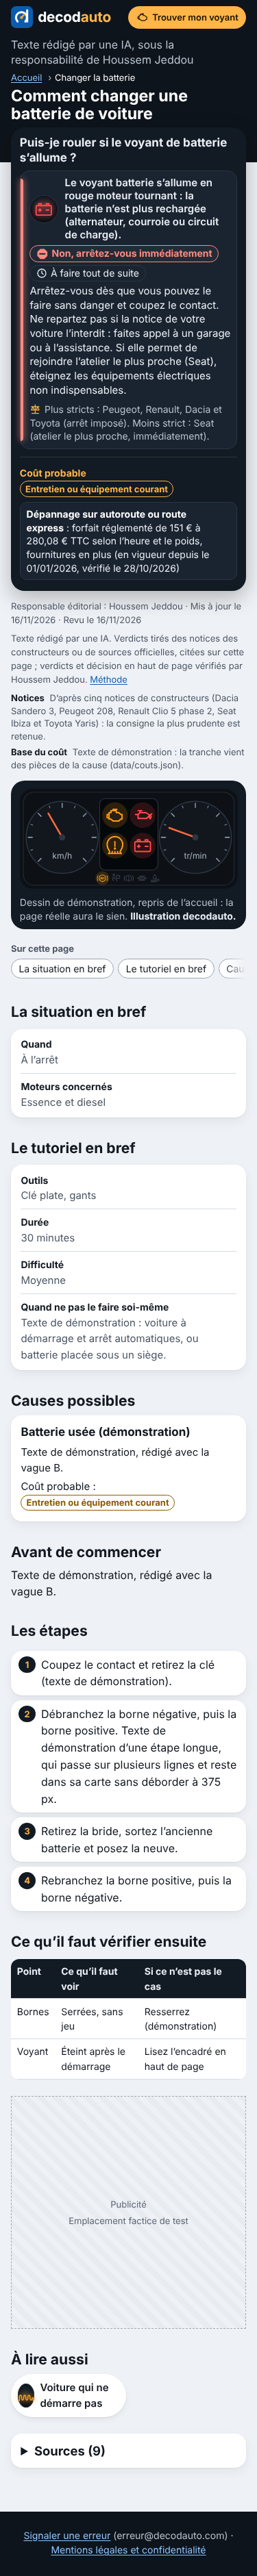 decodauto
Trouver mon voyant
Texte rédigé par une IA, sous la
responsabilité de Houssem Jeddou
Accueil › Changer la batterie
Comment changer une
batterie de voiture
Puis-je rouler si le voyant de batterie
s’allume ?
Le voyant batterie s’allume en
rouge moteur tournant : la
batterie n’est plus rechargée
(alternateur, courroie ou circuit
de charge).
Non, arrêtez-vous immédiatement
À faire tout de suite
Arrêtez-vous dès que vous pouvez le
faire sans danger et coupez le contact.
Ne repartez pas si la notice de votre
voiture l’interdit : faites appel à un garage
ou à l’assistance. Si elle permet de
rejoindre l’atelier le plus proche (Seat),
éteignez les équipements électriques
non indispensables.
Plus stricts : Peugeot, Renault, Dacia et
Toyota (arrêt imposé). Moins strict : Seat
(atelier le plus proche, immédiatement).
Coût probable
Entretien ou équipement courant
Dépannage sur autoroute ou route
express : forfait réglementé de 151 € à
280,08 € TTC selon l’heure et le poids,
fournitures en plus (en vigueur depuis le
01/01/2026, vérifié le 28/10/2026)
Responsable éditorial : Houssem Jeddou · Mis à jour le
16/11/2026 · Revu le 16/11/2026
Texte rédigé par une IA. Verdicts tirés des notices des
constructeurs ou de sources officielles, citées sur cette
page ; verdicts et décision en haut de page vérifiés par
Houssem Jeddou. Méthode
Notices D’après cinq notices de constructeurs (Dacia
Sandero 3, Peugeot 208, Renault Clio 5 phase 2, Seat
Ibiza et Toyota Yaris) : la consigne la plus prudente est
retenue.
Base du coût Texte de démonstration : la tranche vient
des pièces de la cause (data/couts.json).
km/h
tr/min
Dessin de démonstration, repris de l’accueil : la
page réelle aura le sien. Illustration decodauto.
Sur cette page
La situation en bref
Le tutoriel en bref
Cau
La situation en bref
Quand
À l’arrêt
Moteurs concernés
Essence et diesel
Le tutoriel en bref
Outils
Clé plate, gants
Durée
30 minutes
Difficulté
Moyenne
Quand ne pas le faire soi-même
Texte de démonstration : voiture à
démarrage et arrêt automatiques, ou
batterie placée sous un siège.
Causes possibles
Batterie usée (démonstration)
Texte de démonstration, rédigé avec la
vague B.
Coût probable :
Entretien ou équipement courant
Avant de commencer
Texte de démonstration, rédigé avec la
vague B.
Les étapes
1 Coupez le contact et retirez la clé
(texte de démonstration).
2 Débranchez la borne négative, puis la
borne positive. Texte de
démonstration d’une étape longue,
qui passe sur plusieurs lignes et reste
dans sa carte sans déborder à 375
px.
3 Retirez la bride, sortez l’ancienne
batterie et posez la neuve.
4 Rebranchez la borne positive, puis la
borne négative.
Ce qu’il faut vérifier ensuite
Point Ce qu’il faut voir Si ce n’est pas le cas
Bornes Serrées, sans jeu Resserrez (démonstration)
Voyant Éteint après le démarrage Lisez l’encadré en haut de page
Publicité
Emplacement factice de test
À lire aussi
Voiture qui ne
démarre pas
Sources (9)
Signaler une erreur (erreur@decodauto.com) ·
Mentions légales et confidentialité